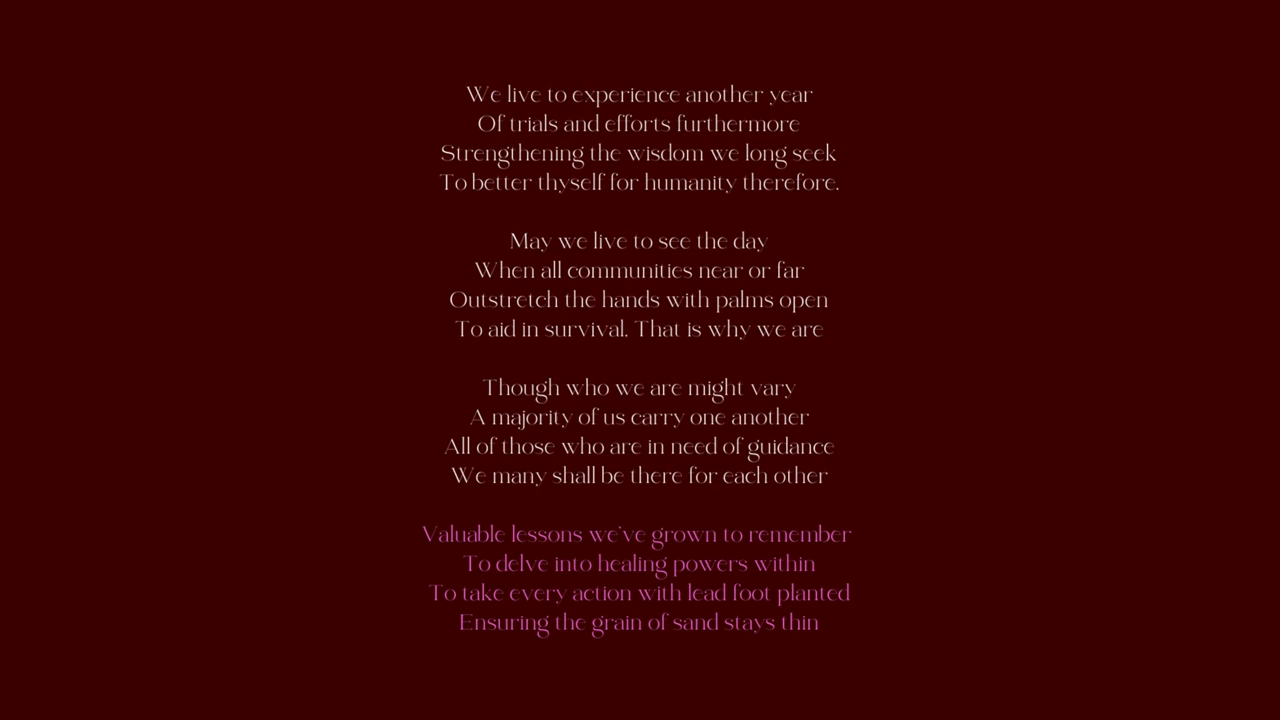 We live to experience another year
Of trials and efforts furthermore
Strengthening the wisdom we long seek
To better thyself for humanity therefore.
May we live to see the day
When all communities near or far
Outstretch the hands with palms open
To aid in survival. That is why we are
Though who we are might vary
A majority of us carry one another
All of those who are in need of guidance
We many shall be there for each other
Valuable lessons we've grown to remember
To delve into healing powers within
To take every action with lead foot planted
Ensuring the grain of sand stays thin